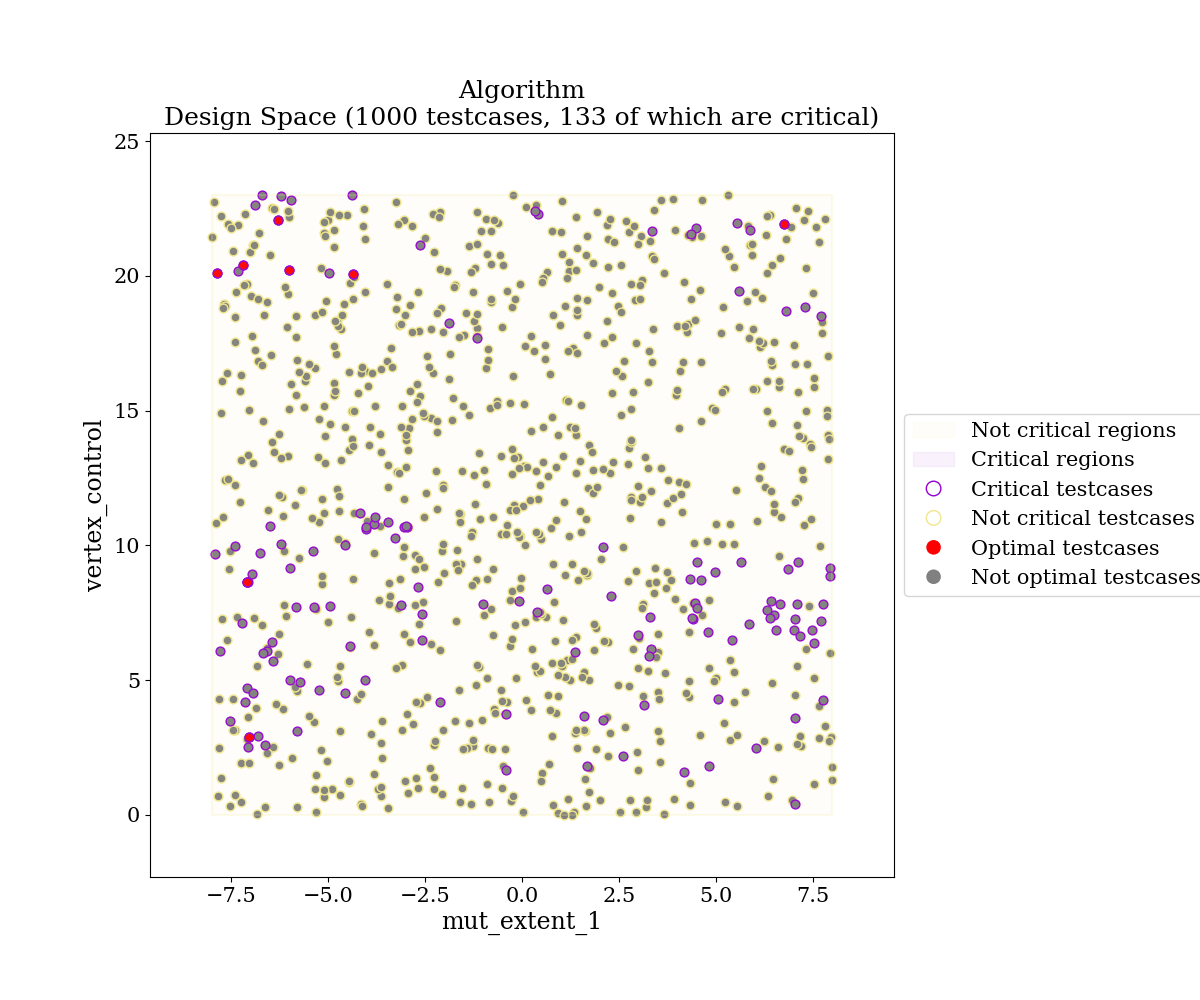 Algorithm
Design Space (1000 testcases, 133 of which are critical)
25
20
15
10
5
0
vertex_control
−7.5 −5.0 −2.5 0.0 2.5 5.0 7.5
mut_extent_1
Not critical regions
Critical regions
Critical testcases
Not critical testcases
Optimal testcases
Not optimal testcases